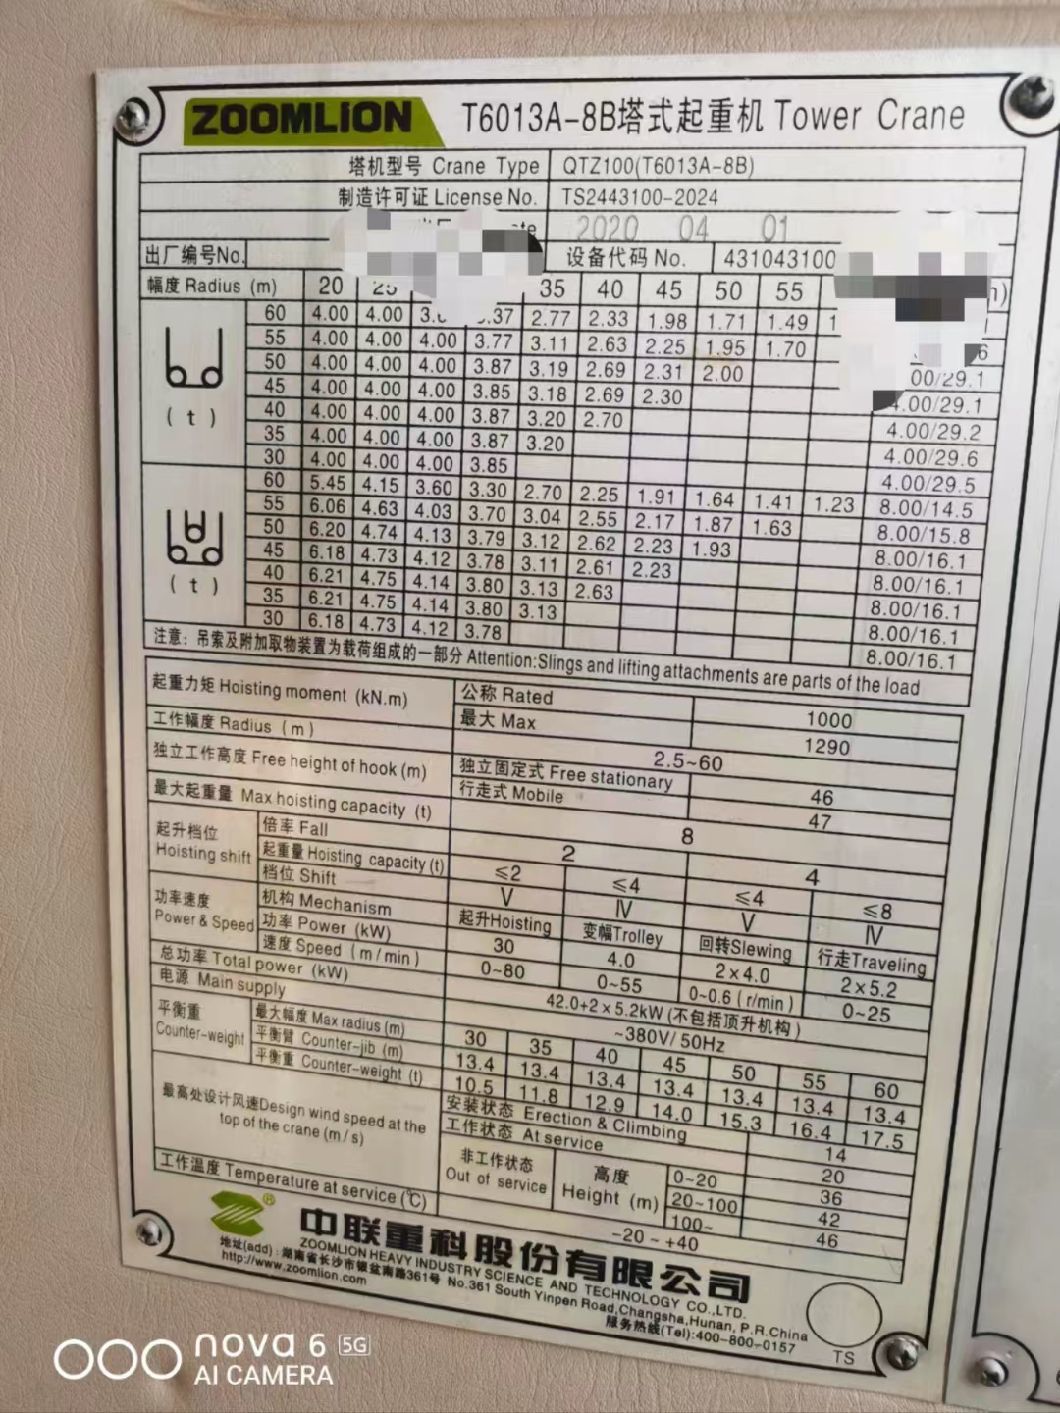 ZOOMLION T6013A-8B塔式起重机 Tower Crane
塔机型号 Crane Type QTZ100(T6013A-8B)
制造许可证 License No. TS2443100-2024
2020 04 01
出厂编号No. 设备代码 No. 431043100
幅度 Radius (m) 20 25 35 40 45 50 55
60 4.00 4.00 2.77 2.33 1.98 1.71 1.49
55 4.00 4.00 4.00 3.77 3.11 2.63 2.25 1.95 1.70
50 4.00 4.00 4.00 3.87 3.19 2.69 2.31 2.00 00/29.1
45 4.00 4.00 4.00 3.85 3.18 2.69 2.30 4.00/29.1
40 4.00 4.00 4.00 3.87 3.20 2.70 4.00/29.2
35 4.00 4.00 4.00 3.87 3.20 4.00/29.6
30 4.00 4.00 4.00 3.85 4.00/29.5
(t)
60 5.45 4.15 3.60 3.30 2.70 2.25 1.91 1.64 1.41 1.23 8.00/14.5
55 6.06 4.63 4.03 3.70 3.04 2.55 2.17 1.87 1.63 8.00/15.8
50 6.20 4.74 4.13 3.79 3.12 2.62 2.23 1.93 8.00/16.1
45 6.18 4.73 4.12 3.78 3.11 2.61 2.23 8.00/16.1
40 6.21 4.75 4.14 3.80 3.13 2.63 8.00/16.1
35 6.21 4.75 4.14 3.80 3.13 8.00/16.1
30 6.18 4.73 4.12 3.78 8.00/16.1
(t)
注意: 吊索及附加取物装置为载荷组成的一部分 Attention:Slings and lifting attachments are parts of the load
起重力矩 Hoisting moment (kN.m) 公称 Rated 1000
最大 Max 1290
工作幅度 Radius (m) 2.5~60
独立工作高度 Free height of hook (m) 独立固定式 Free stationary 46
行走式 Mobile 47
最大起重量 Max hoisting capacity (t) 8
起升档位 Hoisting shift 倍率 Fall 2 4
起重量 Hoisting capacity (t) ≤2 ≤4 ≤4 ≤8
档位 Shift V IV V IV
功率速度 Power & Speed 机构 Mechanism 起升Hoisting 变幅Trolley 回转Slewing 行走Traveling
功率 Power (kW) 30 4.0 2×4.0 2×5.2
速度 Speed (m/min) 0~80 0~55 0~0.6 (r/min) 0~25
总功率 Total power (kW) 42.0+2×5.2kW (不包括顶升机构)
电源 Main supply ~380V/ 50Hz
平衡重 Counter-weight 最大幅度 Max radius (m) 30 35 40 45 50 55 60
平衡臂 Counter-jib (m) 13.4 13.4 13.4 13.4 13.4 13.4 13.4
平衡重 Counter-weight (t) 10.5 11.8 12.9 14.0 15.3 16.4 17.5
最高处设计风速Design wind speed at the top of the crane (m/s) 安装状态 Erection & Climbing 14
工作状态 At service 20
非工作状态 Out of service 高度 Height (m) 0~20 36
20~100 42
100~ 46
工作温度 Temperature at service (℃) -20 ~ +40
® 中联重科股份有限公司
ZOOMLION HEAVY INDUSTRY SCIENCE AND TECHNOLOGY CO.,LTD.
地址(add) : 湖南省长沙市银盆南路361号 No.361 South Yinpen Road,Changsha,Hunan, P.R.China
http://www.zoomlion.com 服务热线(Tel):400-800-0157
TS
nova 6 5G
AI CAMERA